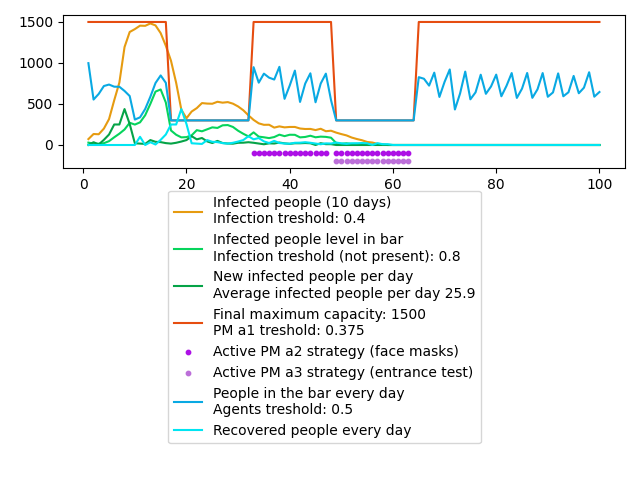 1500
1000
500
0
0
20
40
60
80
100
Infected people (10 days)
Infection treshold: 0.4
Infected people level in bar
Infection treshold (not present): 0.8
New infected people per day
Average infected people per day 25.9
Final maximum capacity: 1500
PM a1 treshold: 0.375
Active PM a2 strategy (face masks)
Active PM a3 strategy (entrance test)
People in the bar every day
Agents treshold: 0.5
Recovered people every day